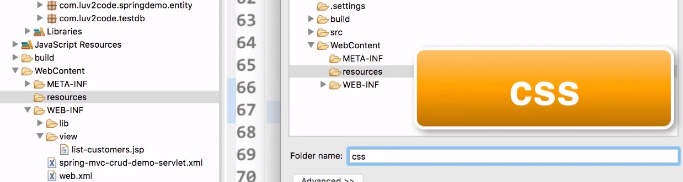 com.luv2code.springdemo.entity
com.luv2code.testdb
Libraries
JavaScript Resources
build
WebContent
META-INF
resources
WEB-INF
lib
view
list-customers.jsp
spring-mvc-crud-demo-servlet.xml
web.xml
62
63
64
65
66
67
68
69
70
.settings
build
src
WebContent
META-INF
resources
WEB-INF
css
Folder name: css
Advanced >>